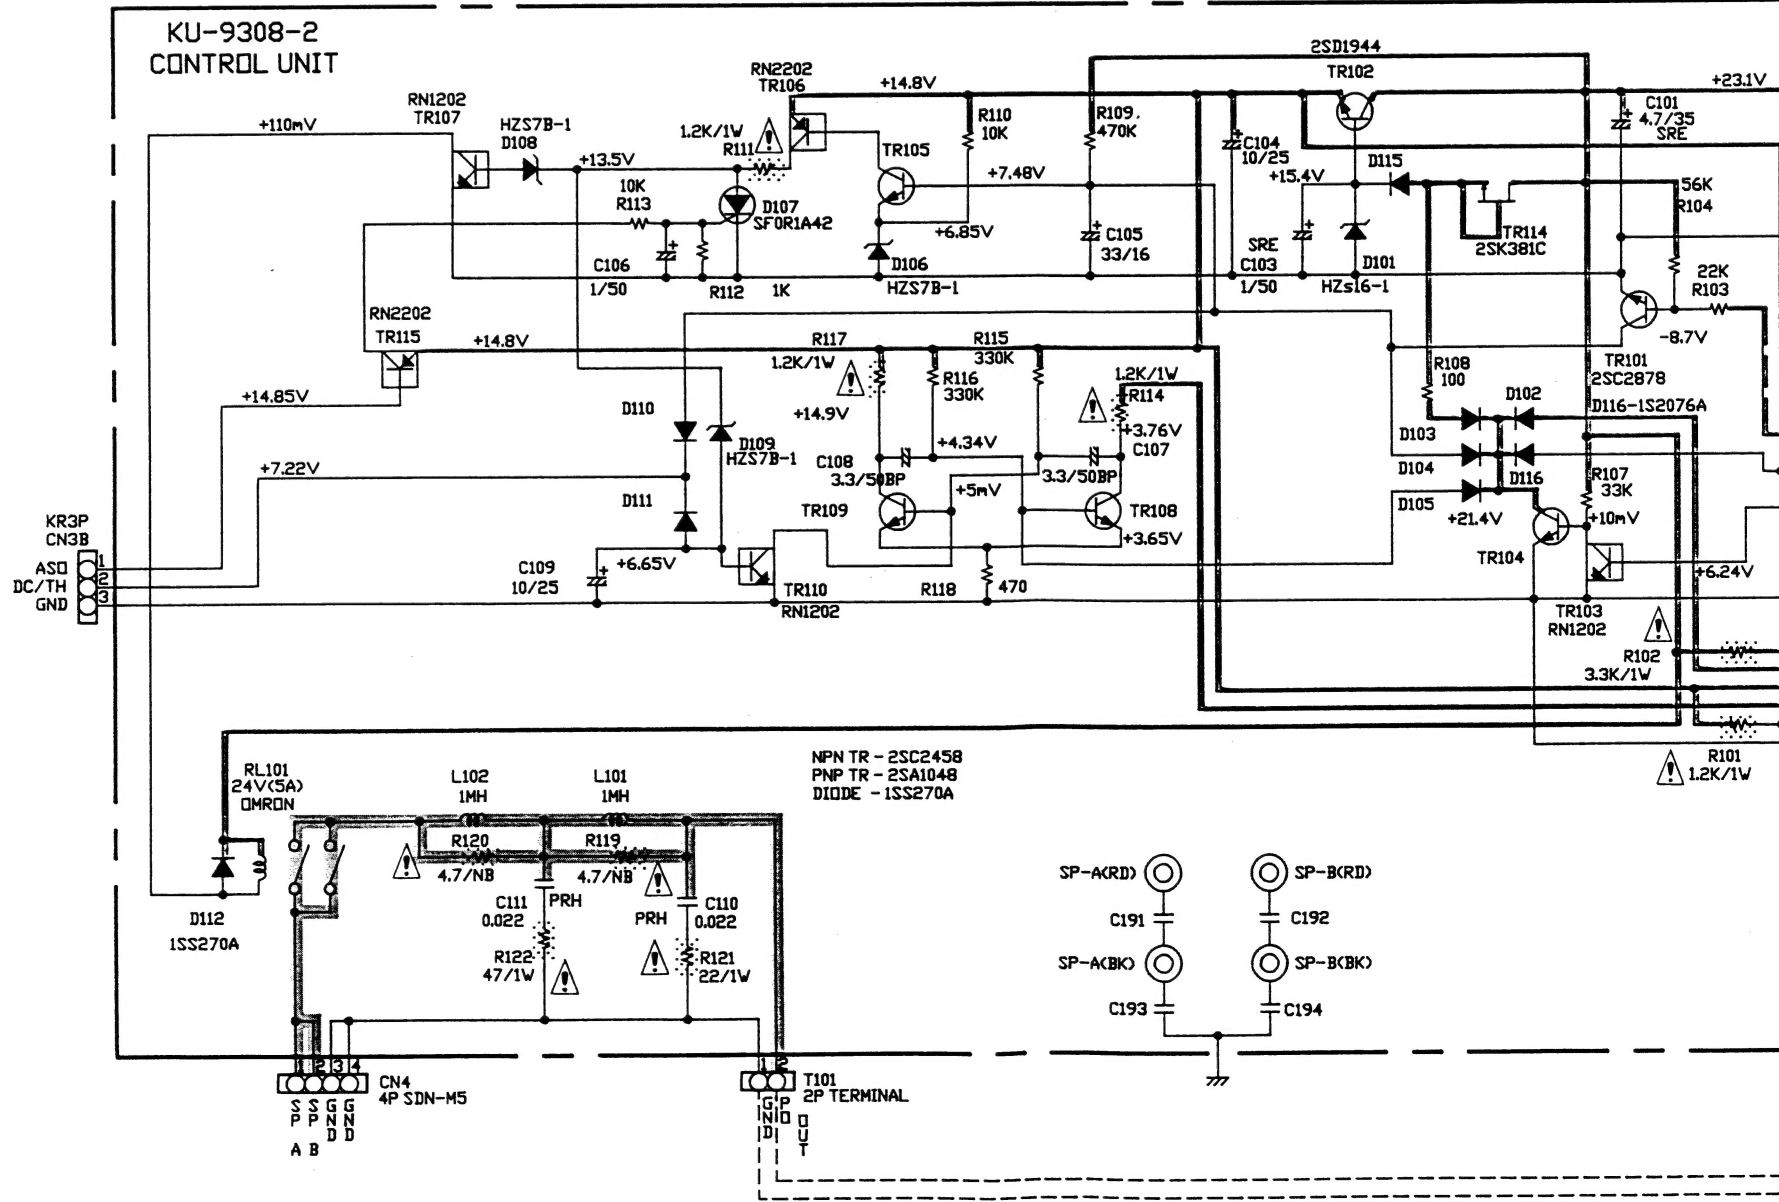 KU-9308-2
CONTROL UNIT
2SD1944
TR102
+23.1V
RN2202
TR106
+14.8V
RN1202
TR107
+110mV
HZS7B-1
D108
1.2K/1W
R111
R110
10K
R109.
470K
C101
4.7/35
SRE
TR105
C104
10/25
D115
+13.5V
+7.48V
+15.4V
10K
R113
D107
SF0R1A42
56K
R104
+6.85V
C105
33/16
SRE
TR114
2SK381C
C106
1/50
R112
1K
D106
HZS7B-1
C103
1/50
D101
HZs16-1
22K
R103
RN2202
TR115
+14.8V
R117
1.2K/1W
R115
330K
-8.7V
R116
330K
R108
100
TR101
2SC2878
+14.85V
1.2K/1W
R114
D110
+14.9V
+3.76V
D102
D116-1S2076A
D103
+4.34V
D109
HZS7B-1
C107
+7.22V
C108
3.3/50BP
3.3/50BP
D104
D116
R107
33K
D111
+5mV
D105
TR109
TR108
+21.4V
+10mV
KR3P
CN3B
+6.65V
+3.65V
TR104
ASO
1
C109
10/25
+6.24V
DC/TH
2
TR110
RN1202
R118
470
GND
3
TR103
RN1202
R102
3.3K/1W
NPN TR - 2SC2458
PNP TR - 2SA1048
DIODE - 1SS270A
R101
1.2K/1W
RL101
24V(5A)
OMRON
L102
1MH
L101
1MH
R120
4.7/NB
R119
4.7/NB
SP-A(RD)
SP-B(RD)
C111
0.022
PRH
PRH
C110
0.022
D112
1SS270A
C191
C192
R122
47/1W
R121
22/1W
SP-A(BK)
SP-B(BK)
C193
C194
1 2 3 4
CN4
4P SDN-M5
1 2
T101
2P TERMINAL
SP A
SP B
GND
GND
GND
PO
OUT